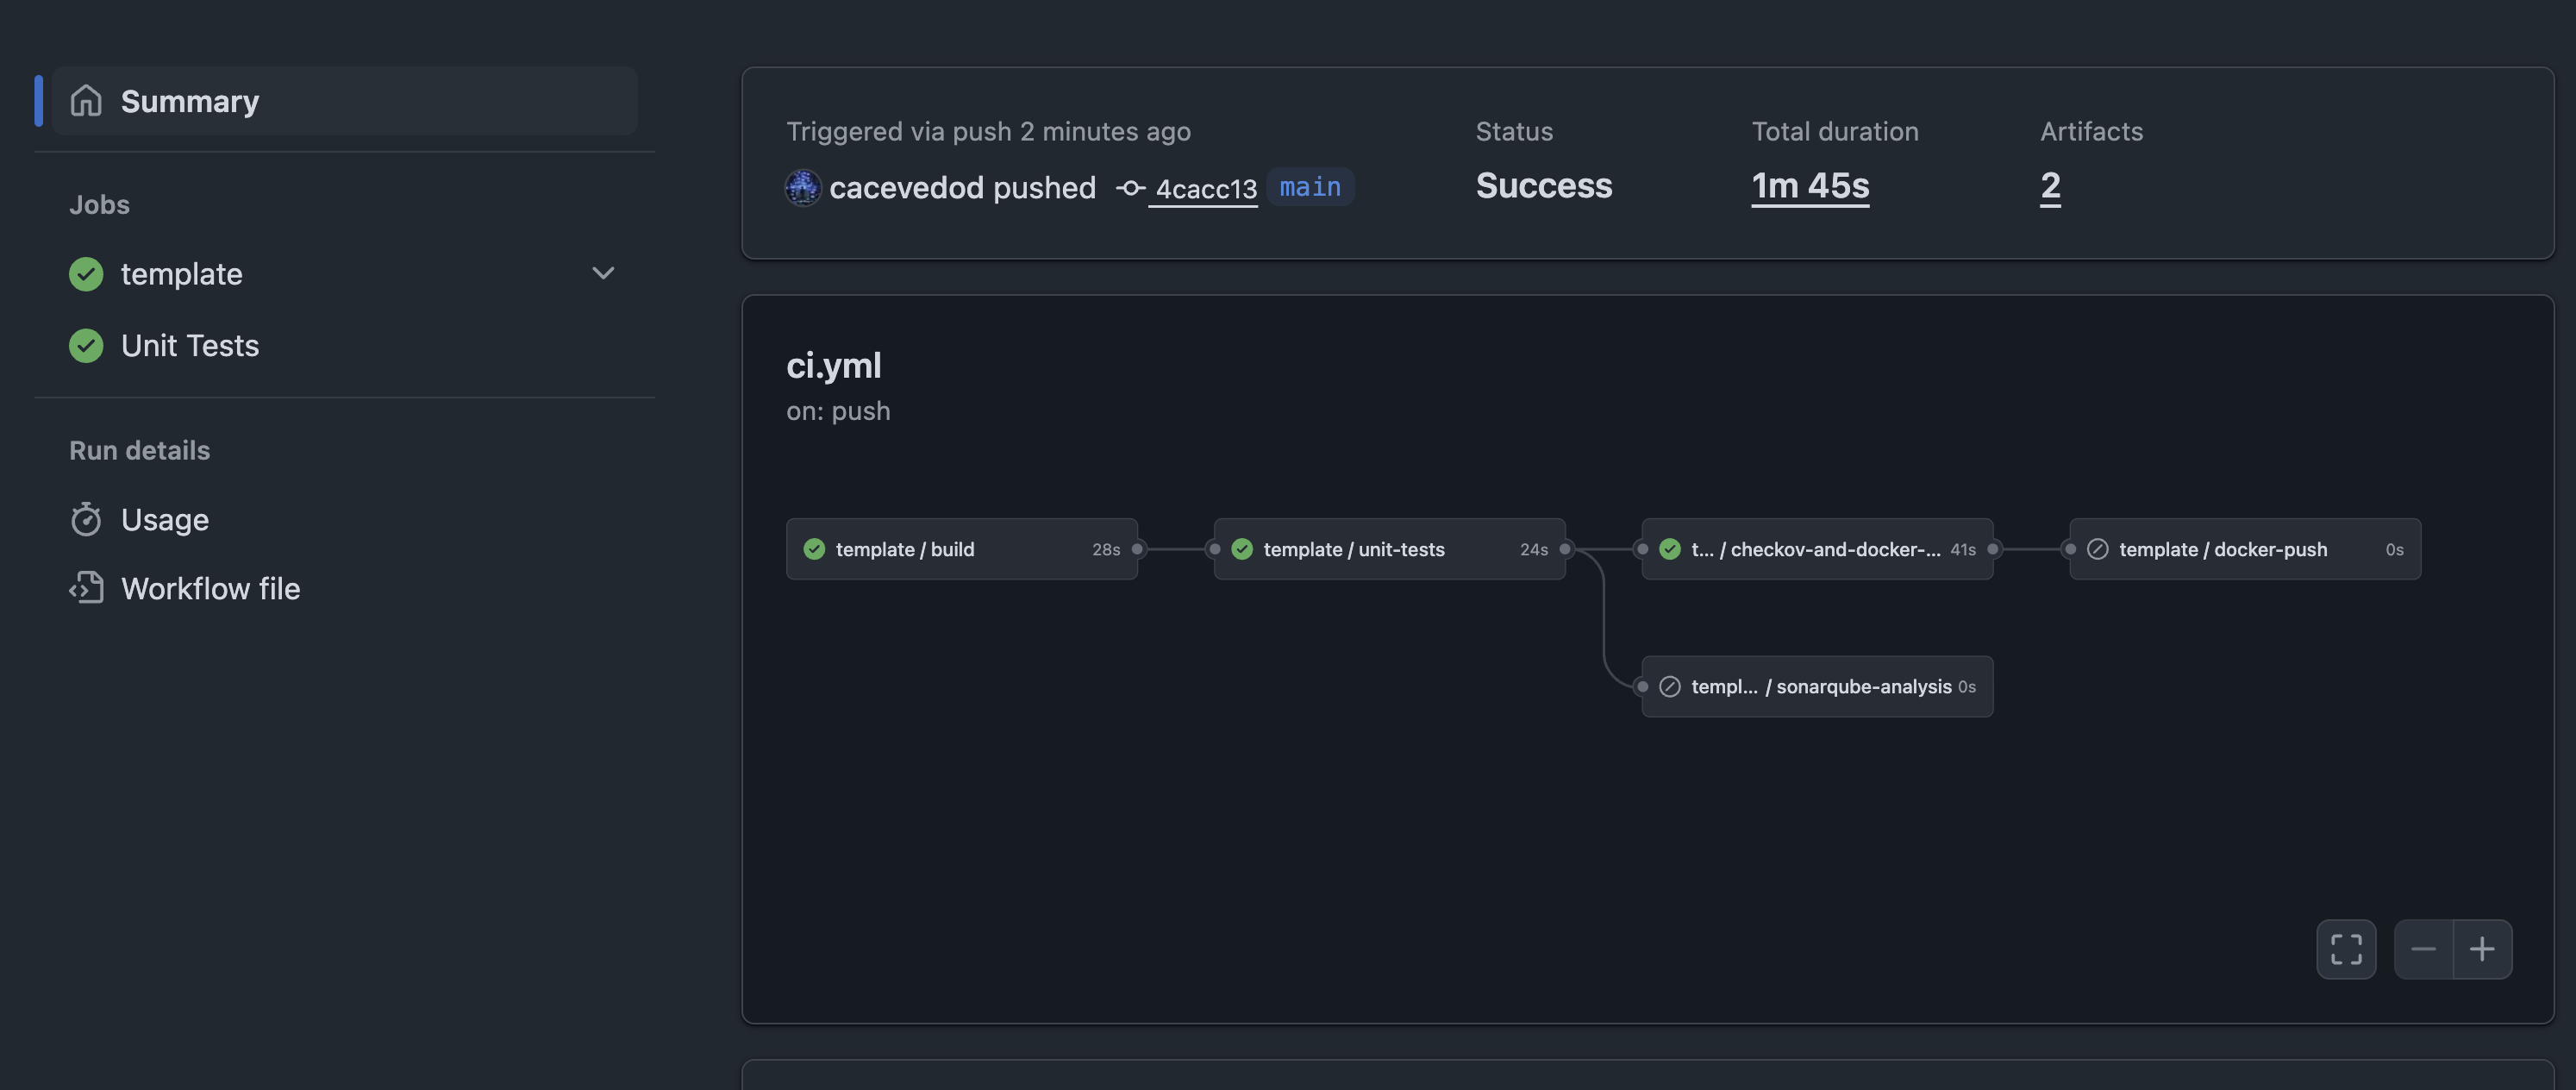 Summary
Jobs
template
Unit Tests
Run details
Usage
Workflow file
Triggered via push 2 minutes ago
cacevedod pushed 4cacc13 main
Status
Success
Total duration
1m 45s
Artifacts
2
ci.yml
on: push
template / build 28s
template / unit-tests 24s
t... / checkov-and-docker-... 41s
template / docker-push 0s
templ... / sonarqube-analysis 0s